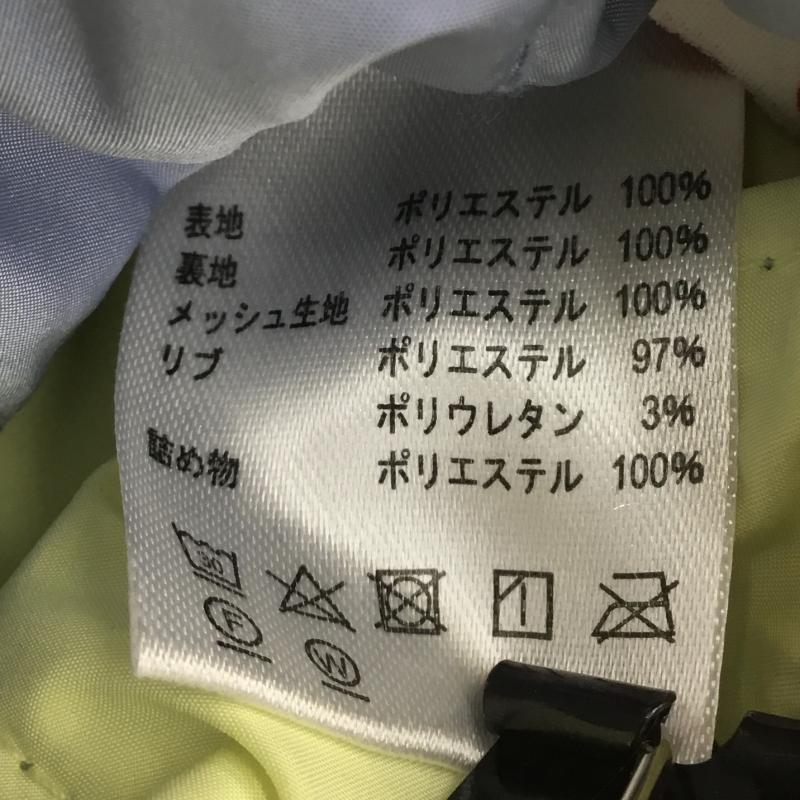 表地 ポリエステル 100%
裏地 ポリエステル 100%
メッシュ生地 ポリエステル 100%
リブ ポリエステル 97%
ポリウレタン 3%
詰め物 ポリエステル 100%
30
F
W